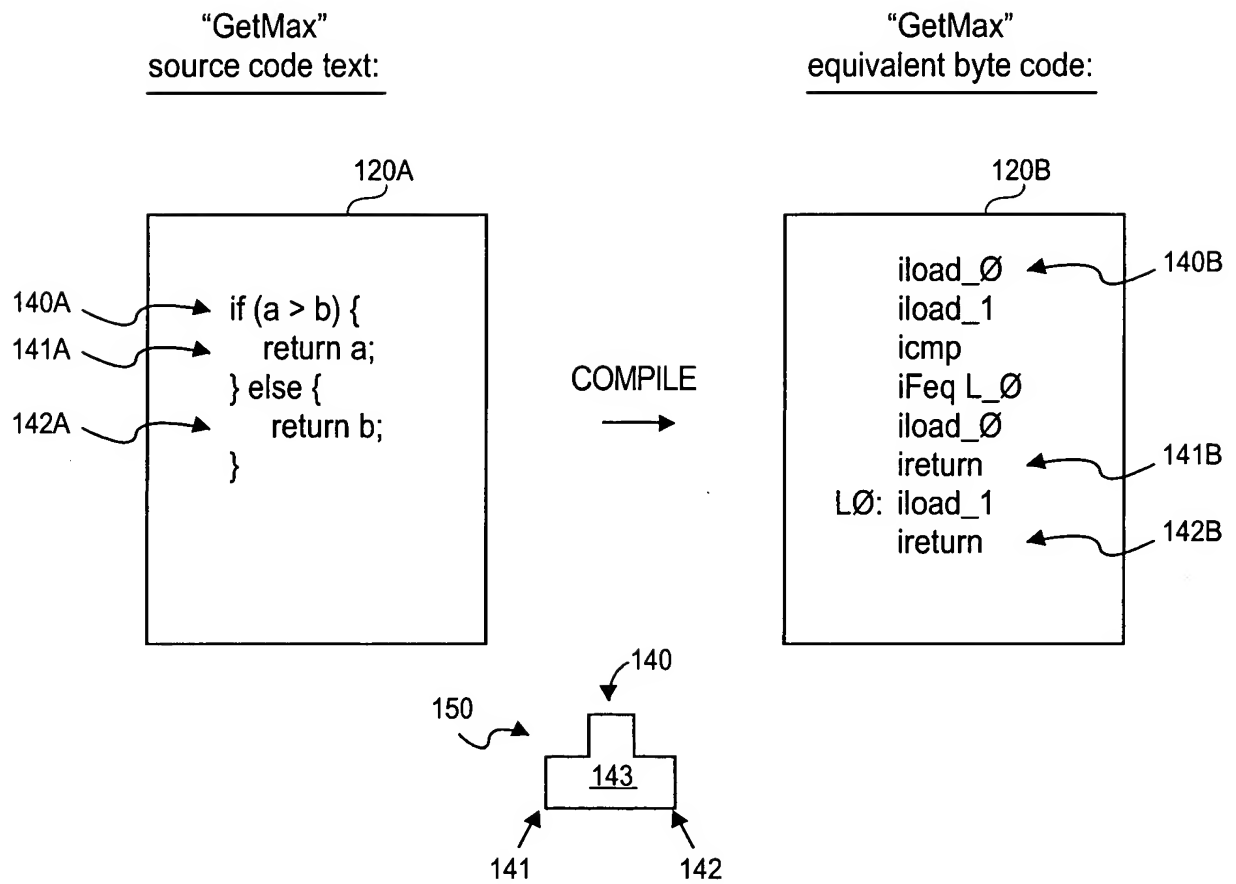 “GetMax”
source code text:
“GetMax”
equivalent byte code:
120A
120B
140A
141A
142A
if (a > b) {
return a;
} else {
return b;
}
COMPILE
iload_Ø
iload_1
icmp
iFeq L_Ø
iload_Ø
ireturn
LØ: iload_1
ireturn
140B
141B
142B
140
150
143
141
142